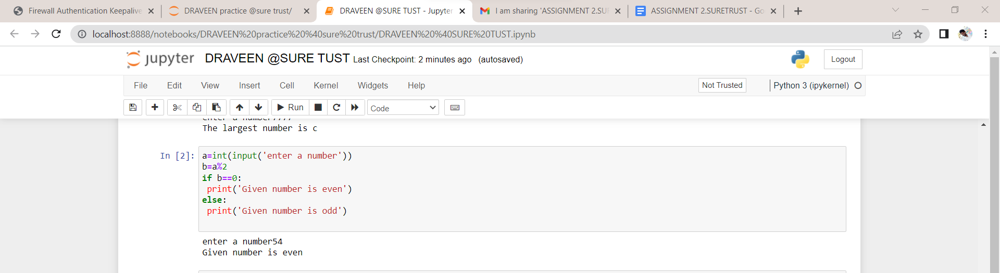 Firewall Authentication Keepalive
DRAVEEN practice @sure trust/
DRAVEEN @SURE TUST - Jupyter
I am sharing 'ASSIGNMENT 2.SUF
ASSIGNMENT 2.SURETRUST - Go
localhost:8888/notebooks/DRAVEEN%20practice%20%40sure%20trust/DRAVEEN%20%40SURE%20TUST.ipynb
jupyter DRAVEEN @SURE TUST Last Checkpoint: 2 minutes ago (autosaved)
Logout
File Edit View Insert Cell Kernel Widgets Help
Not Trusted
Python 3 (ipykernel)
Run
Code
enter a number7777
The largest number is c
In [2]: a=int(input('enter a number'))
b=a%2
if b==0:
 print('Given number is even')
else:
 print('Given number is odd')
enter a number54
Given number is even